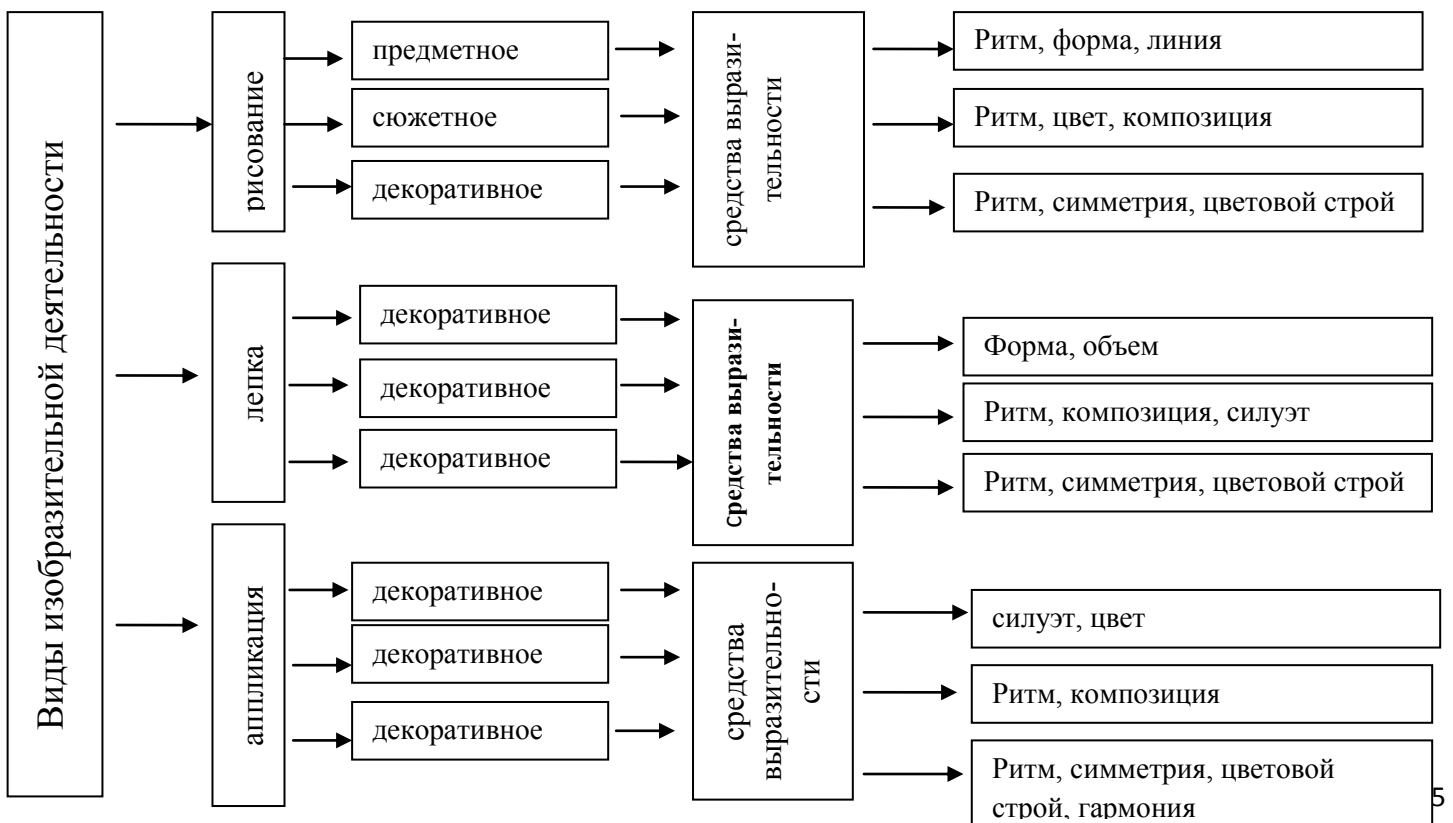 Виды изобразительной деятельности
рисование
предметное
сюжетное
декоративное
средства вырази-
тельности
Ритм, форма, линия
Ритм, цвет, композиция
Ритм, симметрия, цветовой строй
лепка
декоративное
декоративное
декоративное
средства вырази-
тельности
Форма, объем
Ритм, композиция, силуэт
Ритм, симметрия, цветовой строй
аппликация
декоративное
декоративное
декоративное
средства
выразительно-
сти
силуэт, цвет
Ритм, композиция
Ритм, симметрия, цветовой
строй, гармония
5